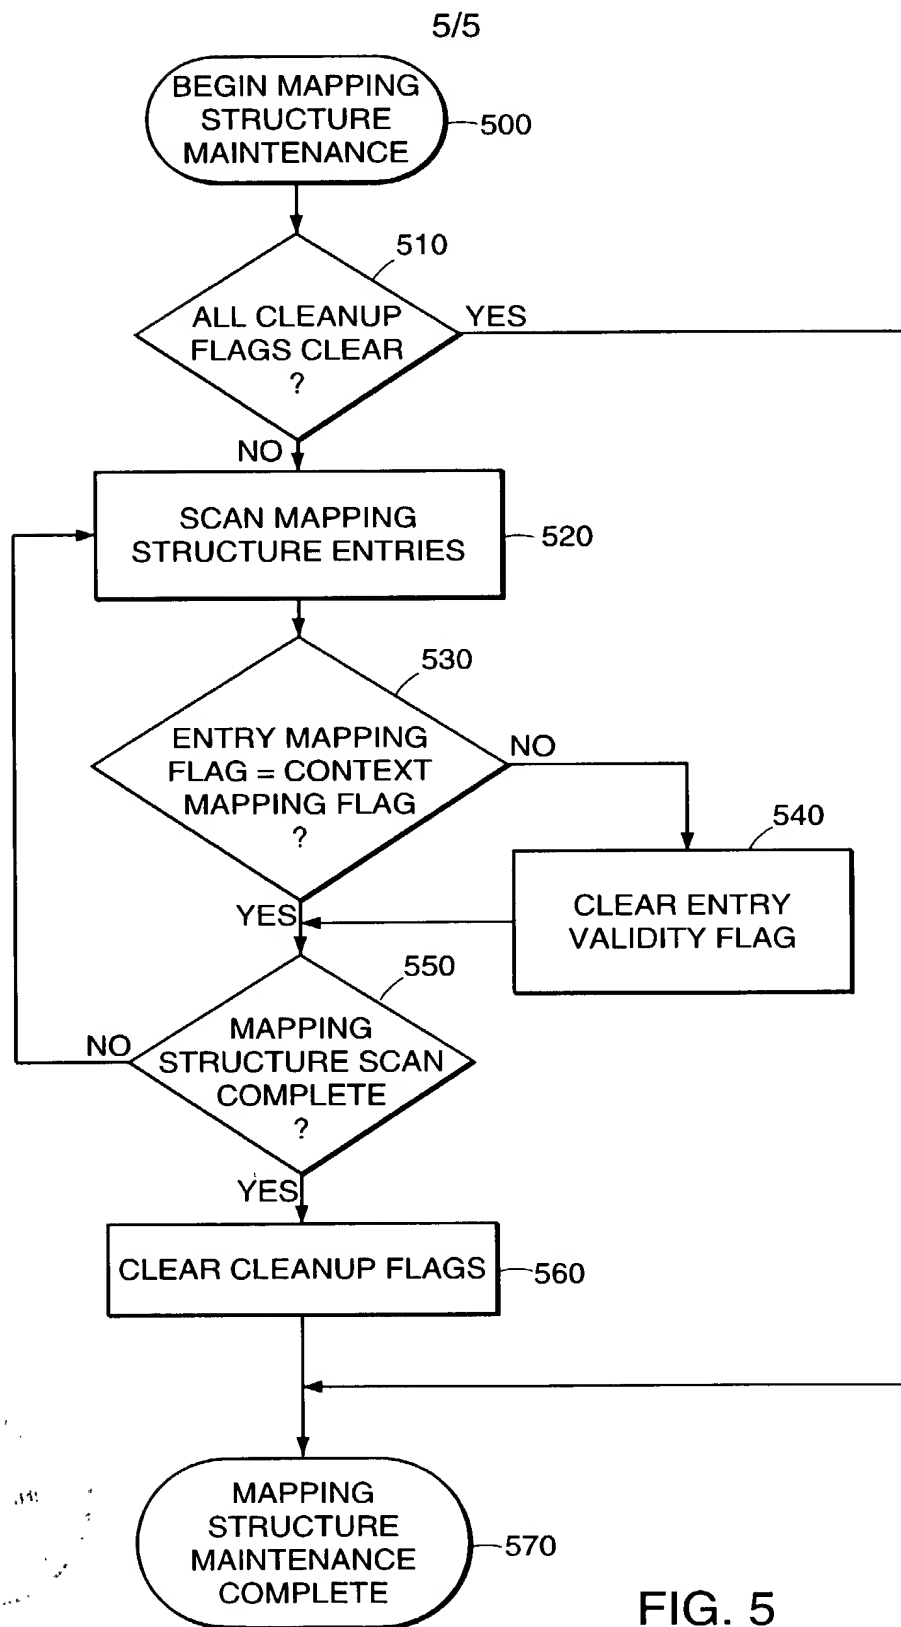 5/5
BEGIN MAPPING
STRUCTURE
MAINTENANCE
500
510
ALL CLEANUP
FLAGS CLEAR
?
YES
NO
SCAN MAPPING
STRUCTURE ENTRIES
520
530
ENTRY MAPPING
FLAG = CONTEXT
MAPPING FLAG
?
NO
540
CLEAR ENTRY
VALIDITY FLAG
YES
550
MAPPING
STRUCTURE SCAN
COMPLETE
?
NO
YES
CLEAR CLEANUP FLAGS
560
MAPPING
STRUCTURE
MAINTENANCE
COMPLETE
570
FIG. 5